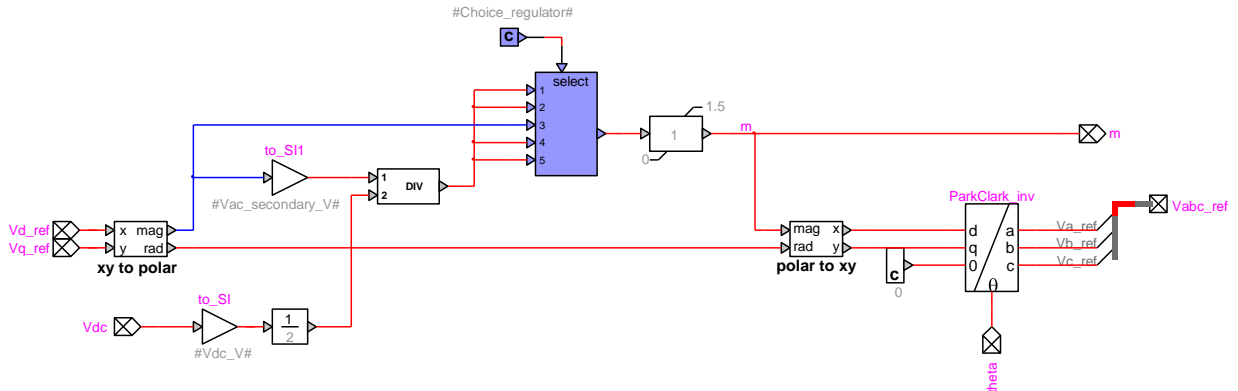 #Choice_regulator#
c
select
1
2
3
4
5
1.5
1
0
m
m
to_SI1
#Vac_secondary_V#
1
2
DIV
ParkClark_inv
Vabc_ref
Vd_ref
Vq_ref
x mag
y rad
xy to polar
mag x
rad y
polar to xy
c
0
d a
q b
0 c
θ
Va_ref
Vb_ref
Vc_ref
to_SI
Vdc
1
2
#Vdc_V#
heta